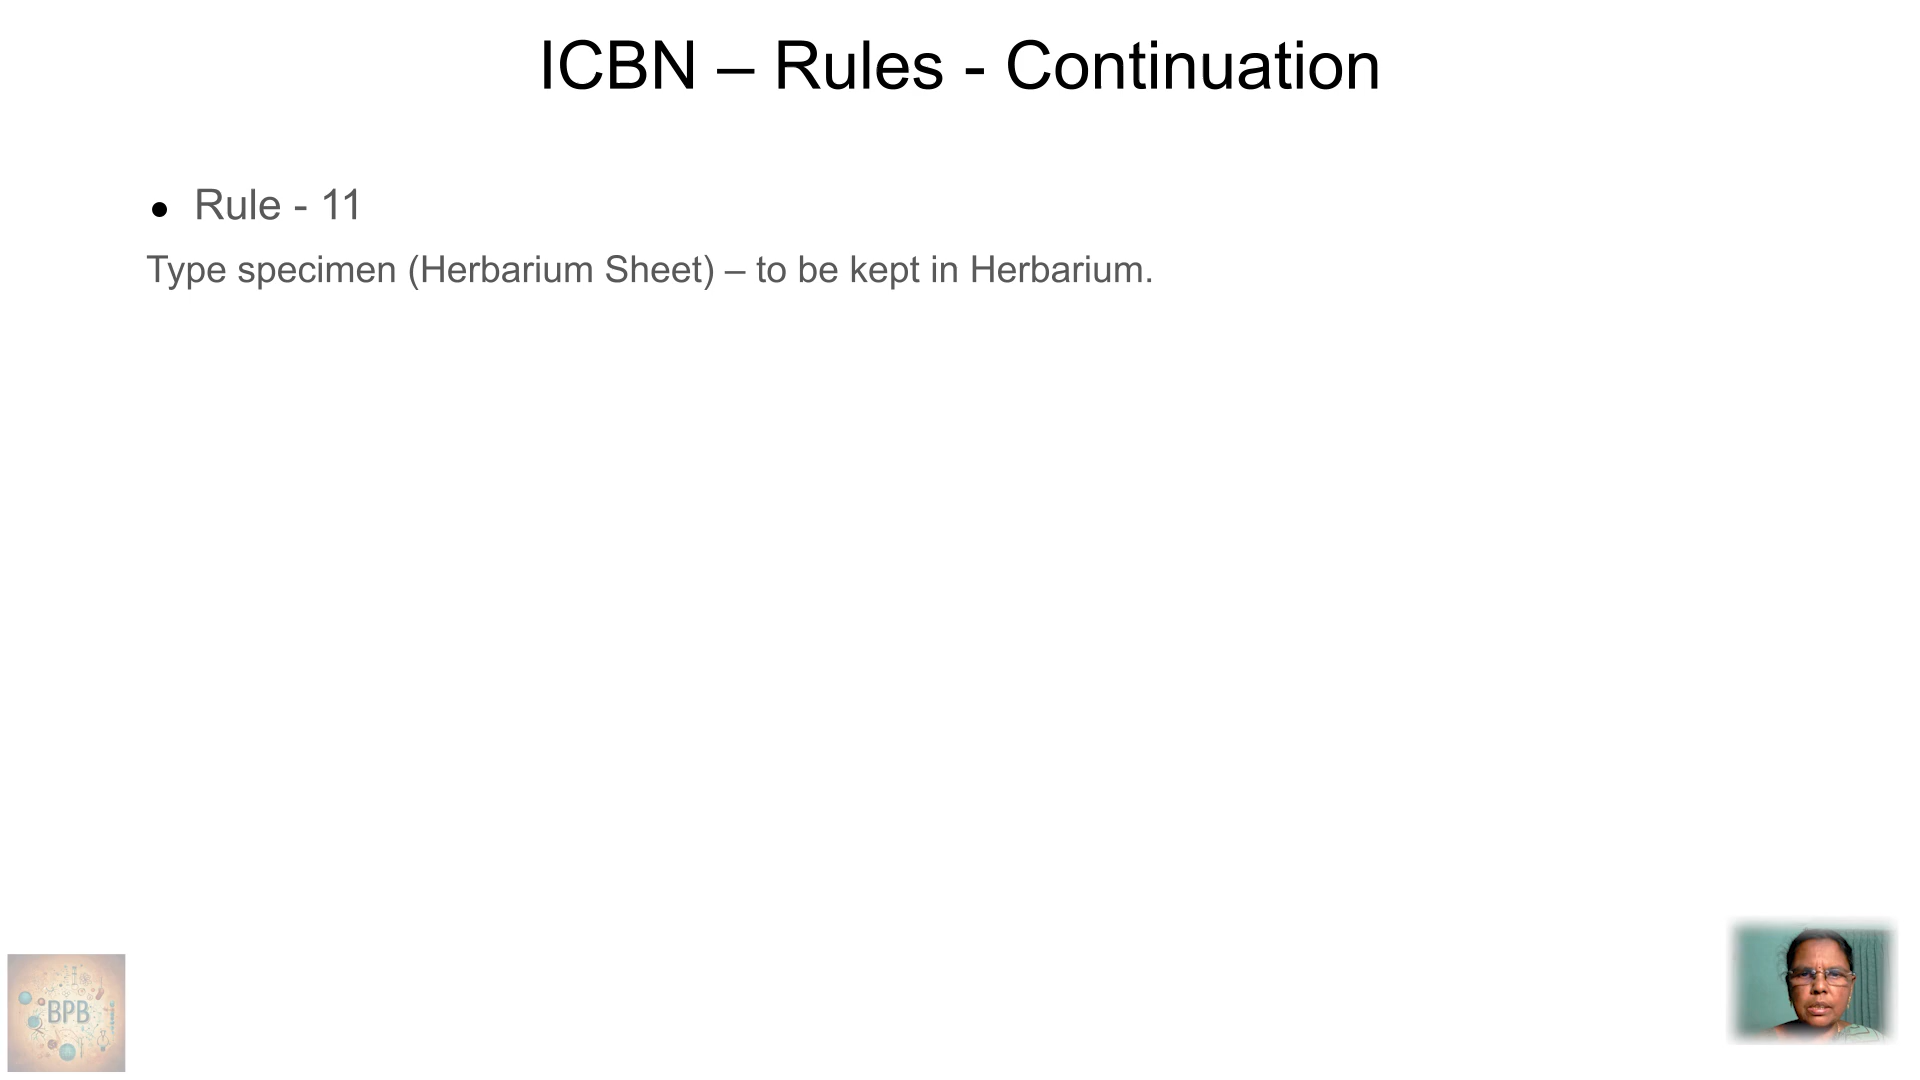 ICBN – Rules - Continuation
● Rule - 11
Type specimen (Herbarium Sheet) – to be kept in Herbarium.
BPB